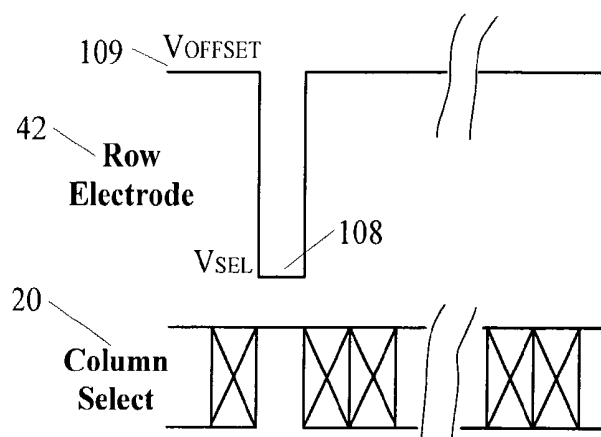 109
VOFFSET
42
Row
Electrode
108
VSEL
20
Column
Select